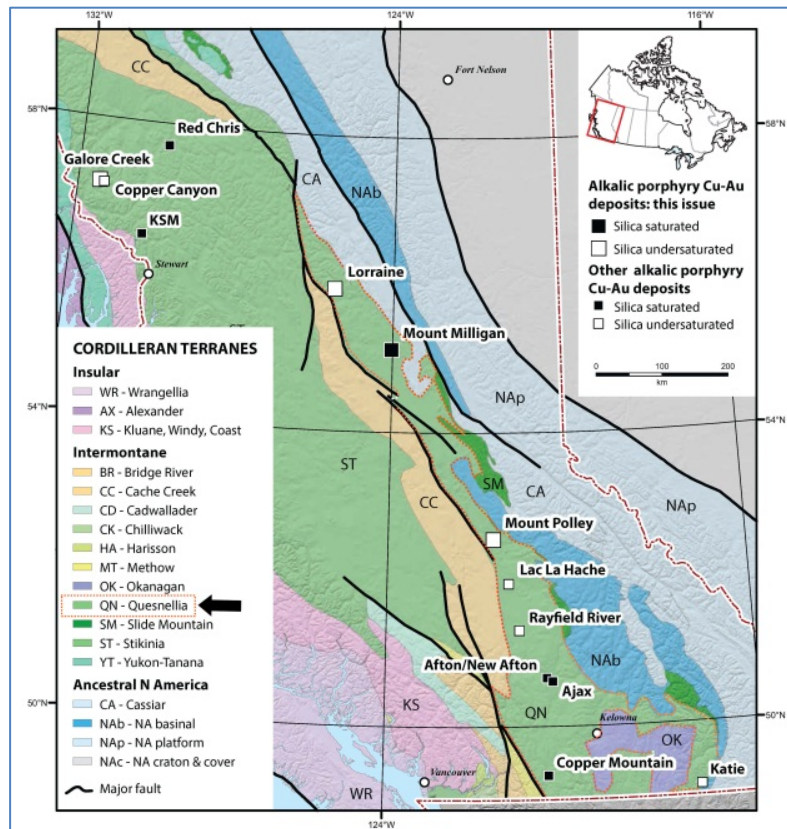 132°W
124°W
116°W
CC
Fort Nelson
58°N
58°N
Red Chris
Galore Creek
Copper Canyon
CA
NAb
KSM
Stewart
Lorraine
ST
Mount Milligan
Alkalic porphyry Cu-Au
deposits: this issue
Silica saturated
Silica undersaturated
Other alkalic porphyry
Cu-Au deposits
Silica saturated
Silica undersaturated
0 100 200
km
CORDILLERAN TERRANES
Insular
WR - Wrangellia
AX - Alexander
KS - Kluane, Windy, Coast
Intermontane
BR - Bridge River
CC - Cache Creek
CD - Cadwallader
CK - Chilliwack
HA - Harisson
MT - Methow
OK - Okanagan
QN - Quesnellia
SM - Slide Mountain
ST - Stikinia
YT - Yukon-Tanana
Ancestral N America
CA - Cassiar
NAb - NA basinal
NAp - NA platform
NAc - NA craton & cover
Major fault
54°N
NAp
54°N
ST
CC
SM
CA
NAp
Mount Polley
Lac La Hache
Rayfield River
NAb
Afton/New Afton
Ajax
50°N
KS
QN
Kelowna
50°N
OK
Copper Mountain
Katie
Vancouver
WR
124°W